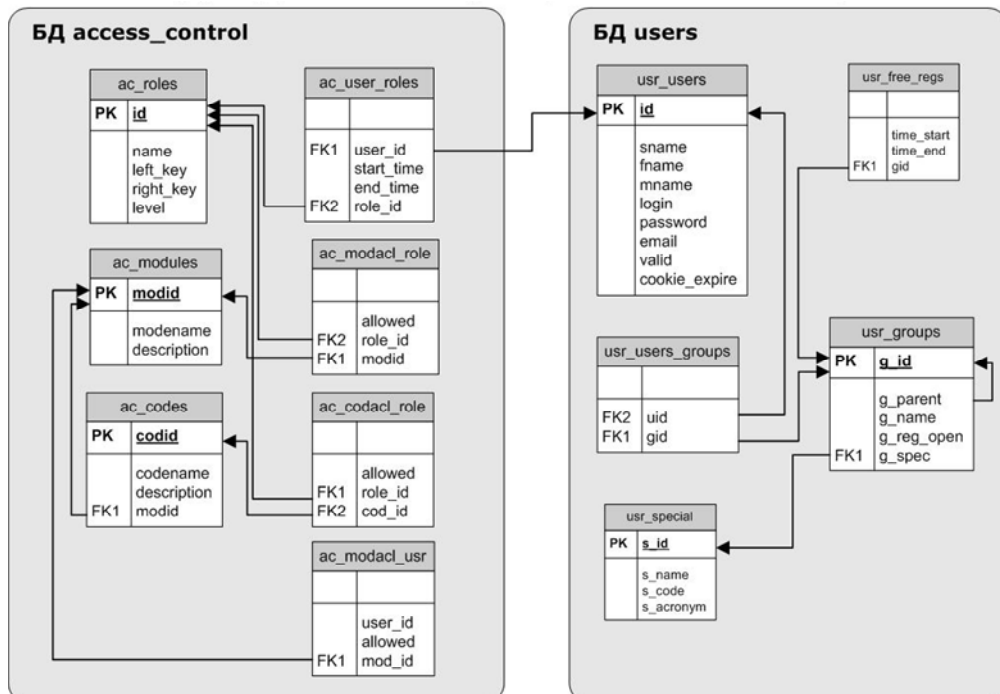 БД access_control
ac_roles
PK id
name
left_key
right_key
level
ac_user_roles
FK1 user_id
start_time
end_time
FK2 role_id
ac_modules
PK modid
modename
description
ac_modacl_role
allowed
FK2 role_id
FK1 modid
ac_codes
PK codid
codename
description
FK1 modid
ac_codacl_role
allowed
FK1 role_id
FK2 cod_id
ac_modacl_usr
user_id
allowed
FK1 mod_id
БД users
usr_users
PK id
sname
fname
mname
login
password
email
valid
cookie_expire
usr_free_regs
time_start
time_end
FK1 gid
usr_users_groups
FK2 uid
FK1 gid
usr_groups
PK g_id
g_parent
g_name
g_reg_open
FK1 g_spec
usr_special
PK s_id
s_name
s_code
s_acronym